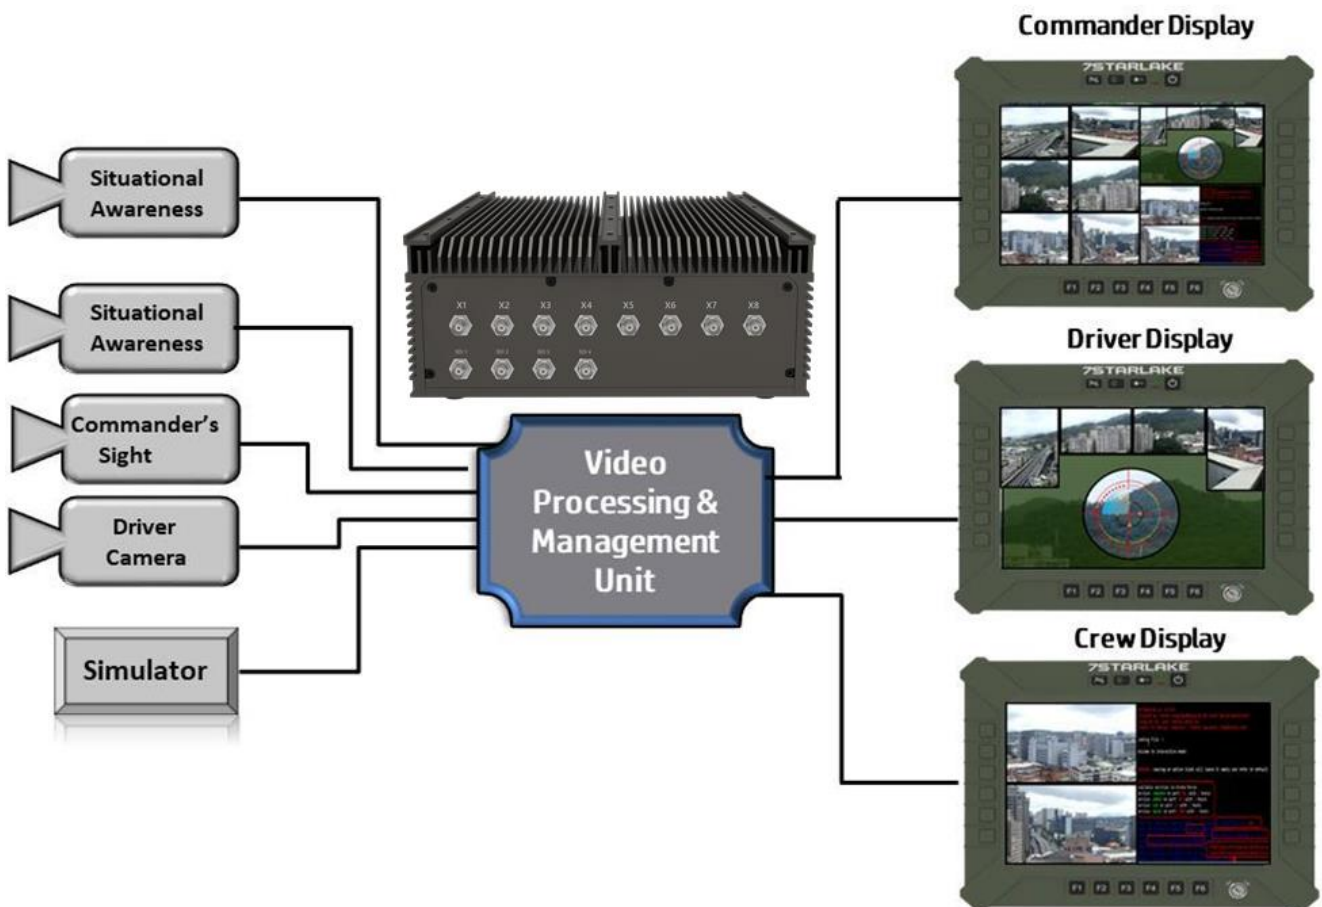 Commander Display
7STARLAKE
F1 F2 F3 F4 F5 F6
Situational
Awareness
Situational
Awareness
Commander's
Sight
Driver
Camera
Simulator
X1 X2 X3 X4 X5 X6 X7 X8
Video
Processing &
Management
Unit
Driver Display
7STARLAKE
F1 F2 F3 F4 F5 F6
Crew Display
7STARLAKE
F1 F2 F3 F4 F5 F6